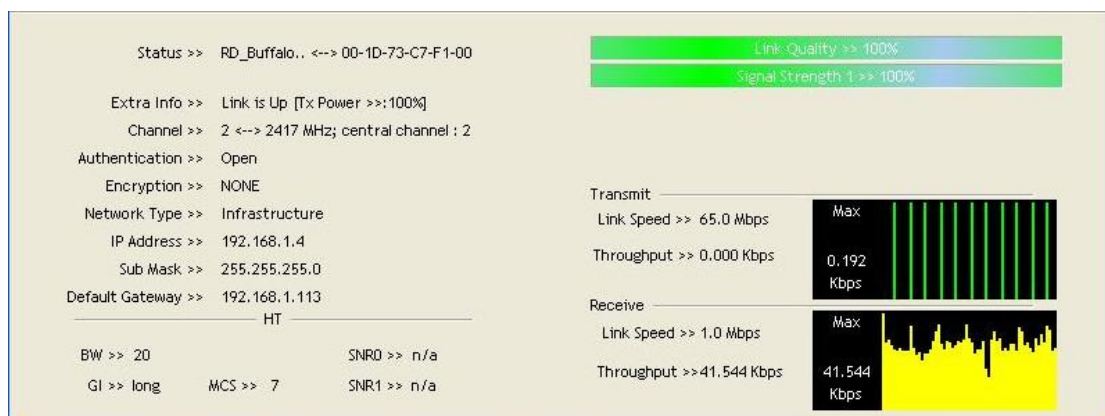 Status >> RD_Buffalo.. <--> 00-1D-73-C7-F1-00
Extra Info >> Link is Up [Tx Power >>:100%]
Channel >> 2 <--> 2417 MHz; central channel : 2
Authentication >> Open
Encryption >> NONE
Network Type >> Infrastructure
IP Address >> 192.168.1.4
Sub Mask >> 255.255.255.0
Default Gateway >> 192.168.1.113
HT
BW >> 20 SNR0 >> n/a
GI >> long MCS >> 7 SNR1 >> n/a
Link Quality >> 100%
Signal Strength 1 >> 100%
Transmit
Link Speed >> 65.0 Mbps
Throughput >> 0.000 Kbps
Max
0.192
Kbps
Receive
Link Speed >> 1.0 Mbps
Throughput >>41.544 Kbps
Max
41.544
Kbps